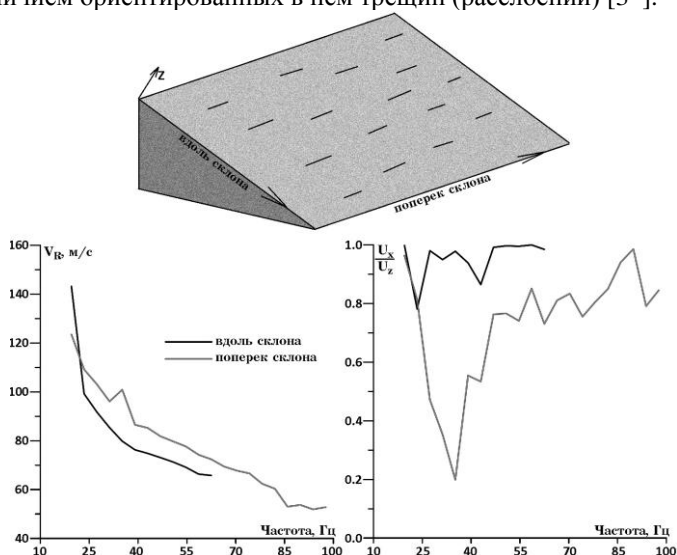 ичием ориентированных в нем трещин (расслоений)
Z
вдоль склона
поперек склона
160 V_R, м/с
140
120
100
80
60
40
вдоль склона
поперек склона
Частота, Гц
10 25 40 55 70 85 100
1.0 U_x
U_z
0.8
0.6
0.4
0.2
0.0
Частота, Гц
10 25 40 55 70 85 100